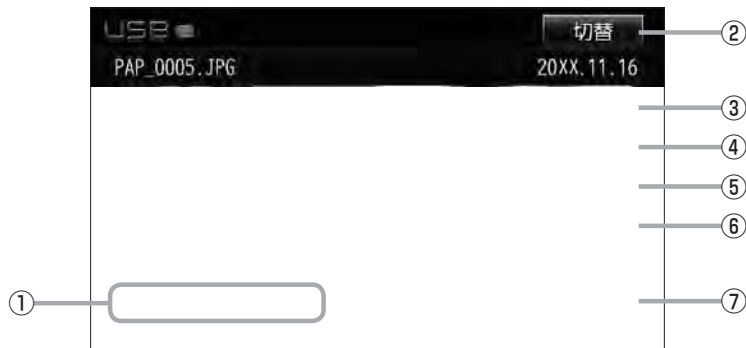 USB
切替
②
PAP_0005.JPG
20XX.11.16
③
④
⑤
⑥
①
⑦